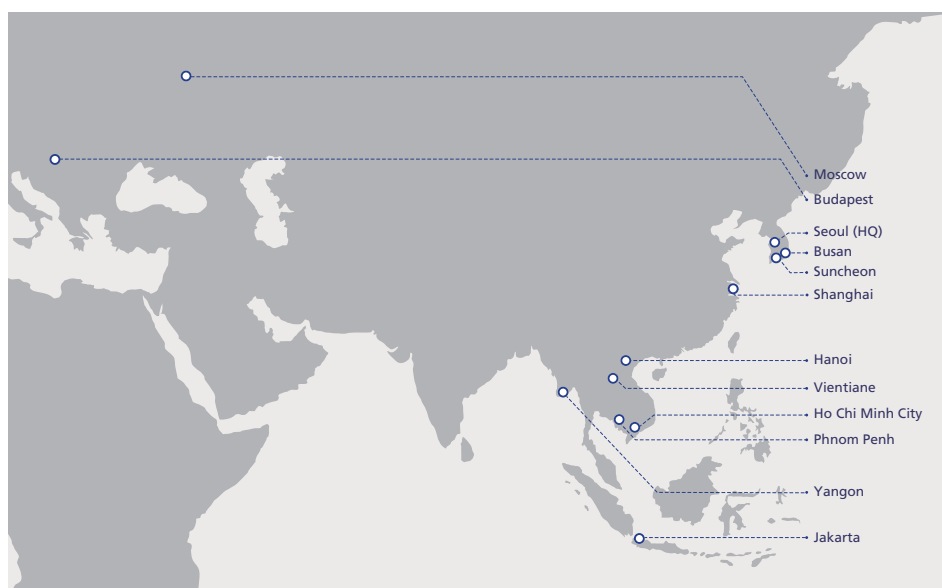 Moscow
Budapest
Seoul (HQ)
Busan
Suncheon
Shanghai
Hanoi
Vientiane
Ho Chi Minh City
Phnom Penh
Yangon
Jakarta